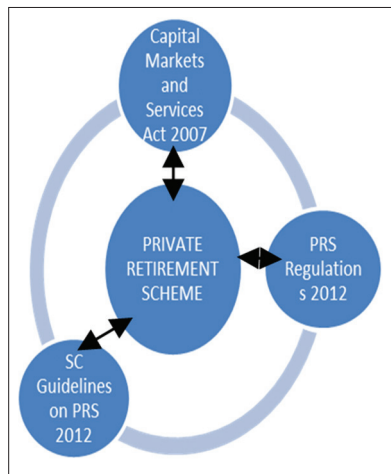 Capital
Markets
and
Services
Act 2007
PRIVATE
RETIREMENT
SCHEME
PRS
Regulation
s 2012
SC
Guidelines
on PRS
2012